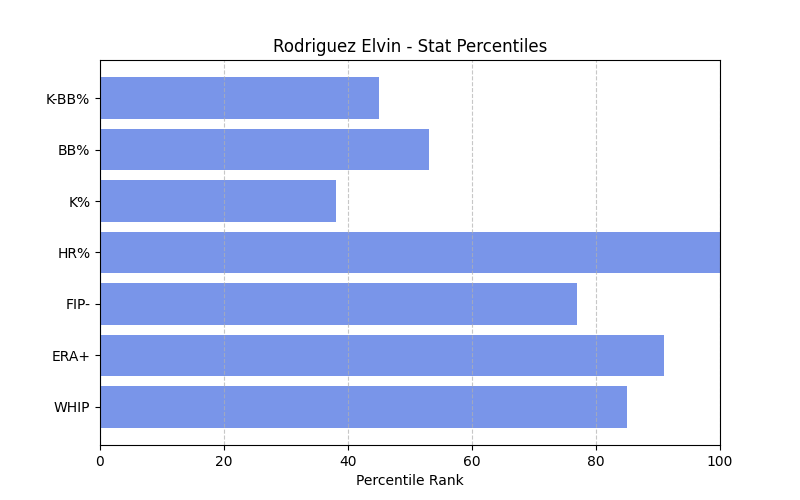 Rodriguez Elvin - Stat Percentiles
K-BB%
BB%
K%
HR%
FIP-
ERA+
WHIP
0 20 40 60 80 100
Percentile Rank